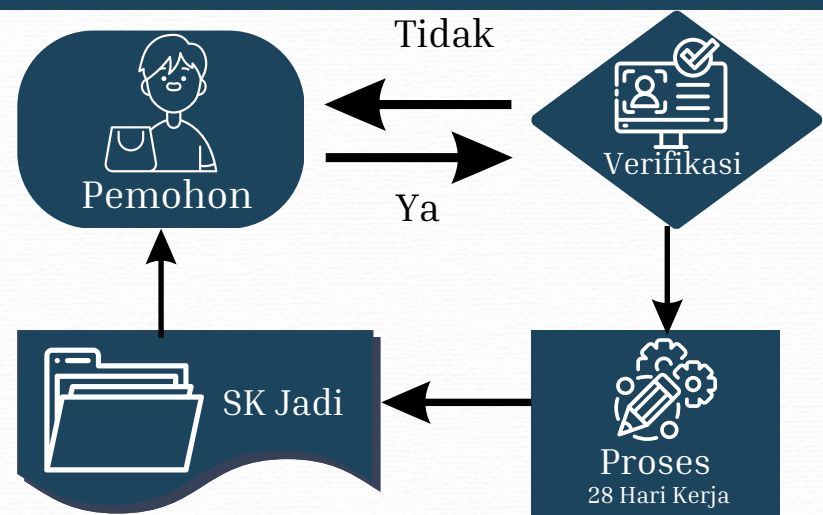 Tidak
Pemohon
Ya
Verifikasi
SK Jadi
Proses
28 Hari Kerja